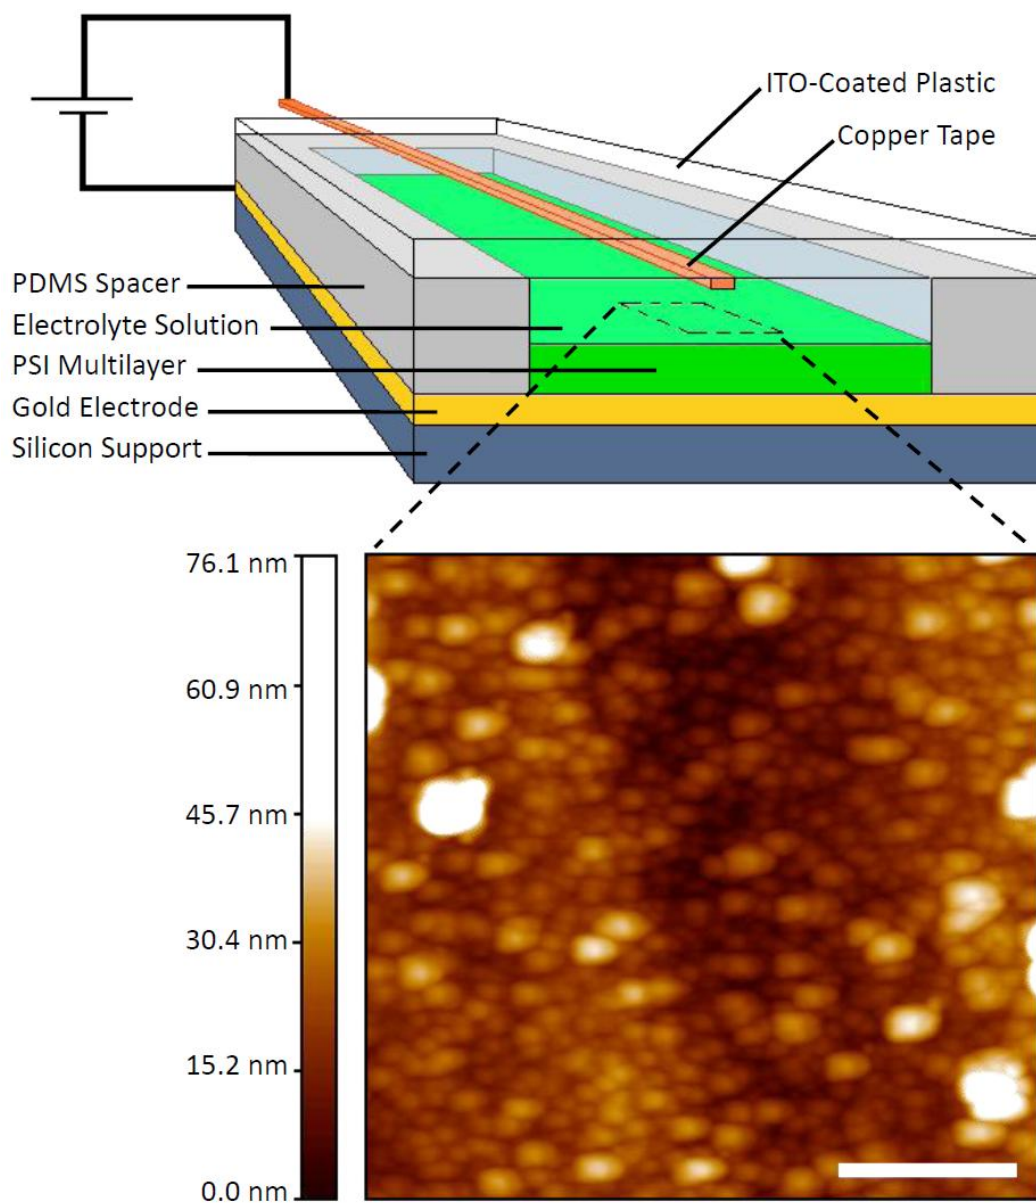 ITO-Coated Plastic
Copper Tape
PDMS Spacer
Electrolyte Solution
PSI Multilayer
Gold Electrode
Silicon Support
76.1 nm
60.9 nm
45.7 nm
30.4 nm
15.2 nm
0.0 nm